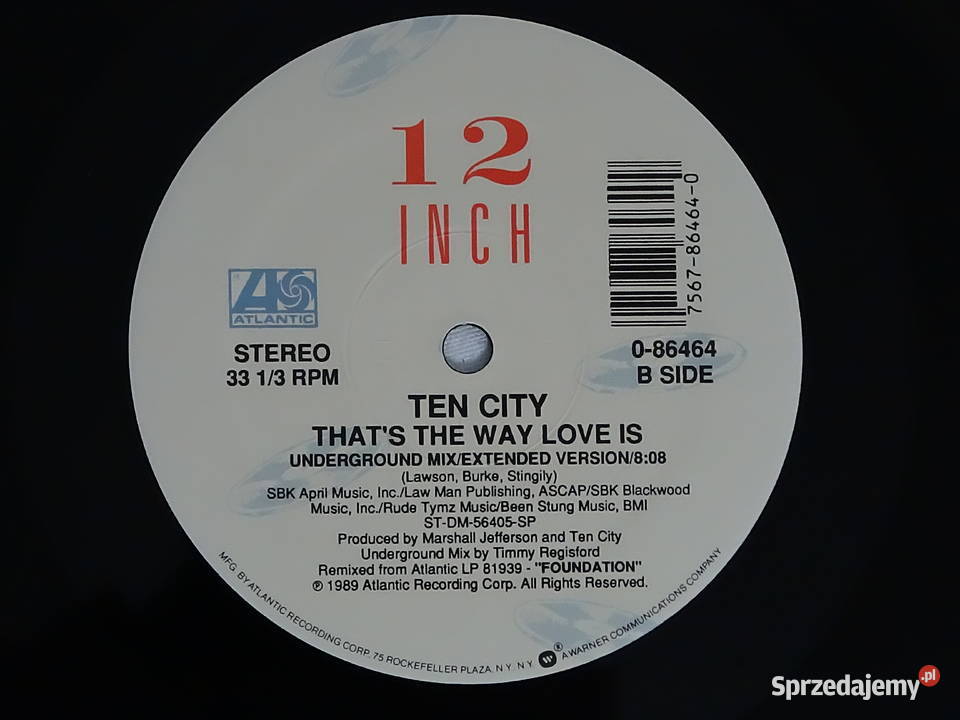 12
INCH
7567-86464-0
ATLANTIC
STEREO
33 1/3 RPM
0-86464
B SIDE
TEN CITY
THAT'S THE WAY LOVE IS
UNDERGROUND MIX/EXTENDED VERSION/8:08
(Lawson, Burke, Stingily)
SBK April Music, Inc./Law Man Publishing, ASCAP/SBK Blackwood
Music, Inc./Rude Tymz Music/Been Stung Music, BMI
ST-DM-56405-SP
Produced by Marshall Jefferson and Ten City
Underground Mix by Timmy Regisford
Remixed from Atlantic LP 81939 - "FOUNDATION"
℗ 1989 Atlantic Recording Corp. All Rights Reserved.
MFG. BY ATLANTIC RECORDING CORP. 75 ROCKEFELLER PLAZA, N.Y. N.Y. ® A WARNER COMMUNICATIONS COMPANY
Sprzedajemy.pl